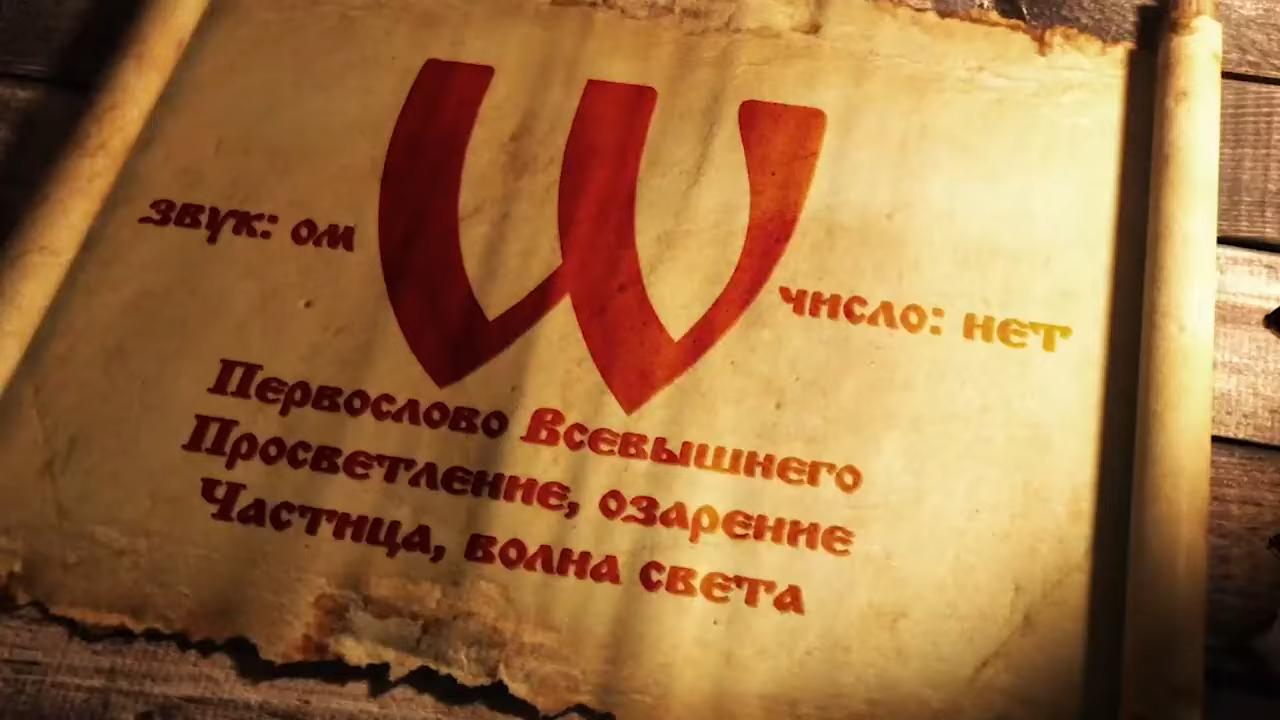 Ѡ
звук: ом
число: нет
Первослово Всевышнего
Просветление, озарение
Частица, волна света